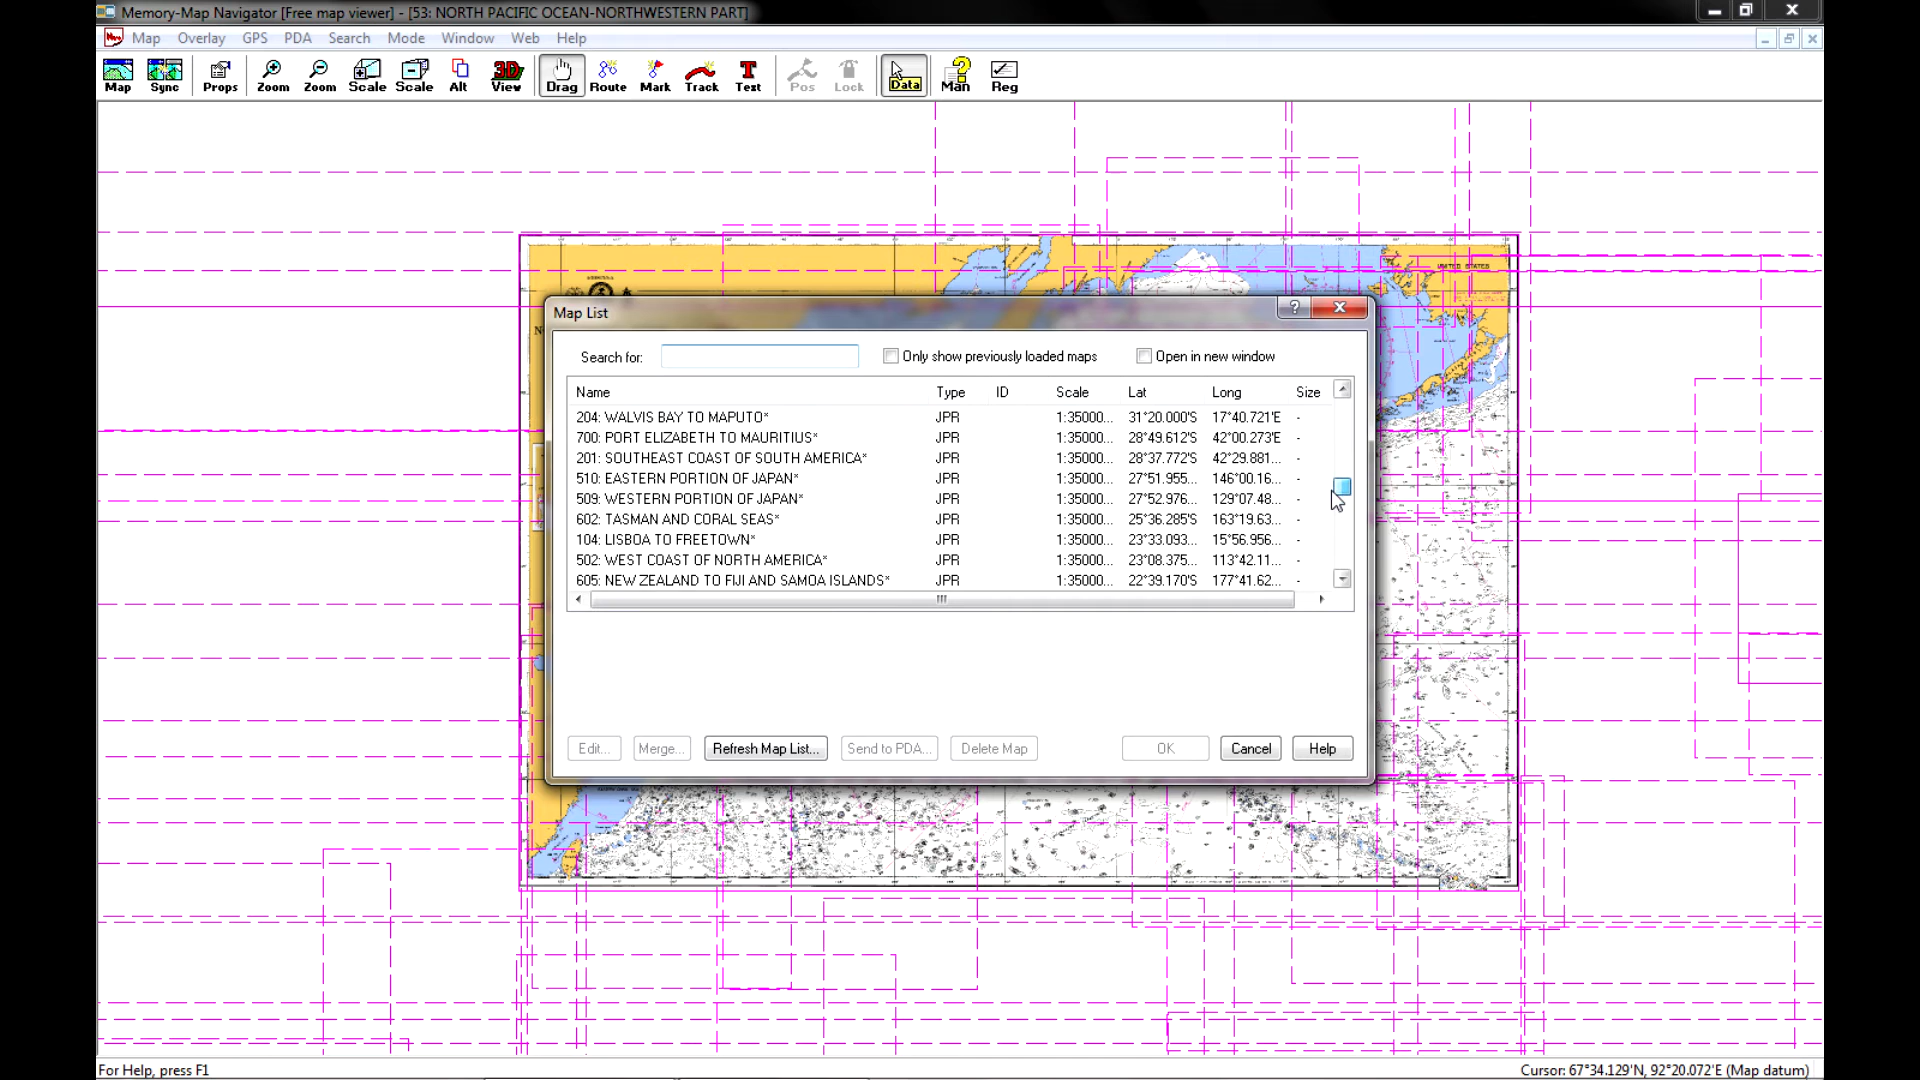 Memory-Map Navigator [Free map viewer] - [53: NORTH PACIFIC OCEAN-NORTHWESTERN PART]
Map Overlay GPS PDA Search Mode Window Web Help
Map Sync Props Zoom Zoom Scale Scale Alt 3D View Drag Route Mark Track Text Pos Lock Data Man Reg
UNITED STATES
Map List
Search for: Only show previously loaded maps Open in new window
Name Type ID Scale Lat Long Size
204: WALVIS BAY TO MAPUTO* JPR 1:35000... 31°20.000'S 17°40.721'E -
700: PORT ELIZABETH TO MAURITIUS* JPR 1:35000... 28°49.612'S 42°00.273'E -
201: SOUTHEAST COAST OF SOUTH AMERICA* JPR 1:35000... 28°37.772'S 42°29.881... -
510: EASTERN PORTION OF JAPAN* JPR 1:35000... 27°51.955... 146°00.16... -
509: WESTERN PORTION OF JAPAN* JPR 1:35000... 27°52.976... 129°07.48... -
602: TASMAN AND CORAL SEAS* JPR 1:35000... 25°36.285'S 163°19.63... -
104: LISBOA TO FREETOWN* JPR 1:35000... 23°33.093... 15°56.956... -
502: WEST COAST OF NORTH AMERICA* JPR 1:35000... 23°08.375... 113°42.11... -
605: NEW ZEALAND TO FIJI AND SAMOA ISLANDS* JPR 1:35000... 22°39.170'S 177°41.62... -
Edit... Merge... Refresh Map List... Send to PDA... Delete Map OK Cancel Help
For Help, press F1
Cursor: 67°34.129'N, 92°20.072'E (Map datum)